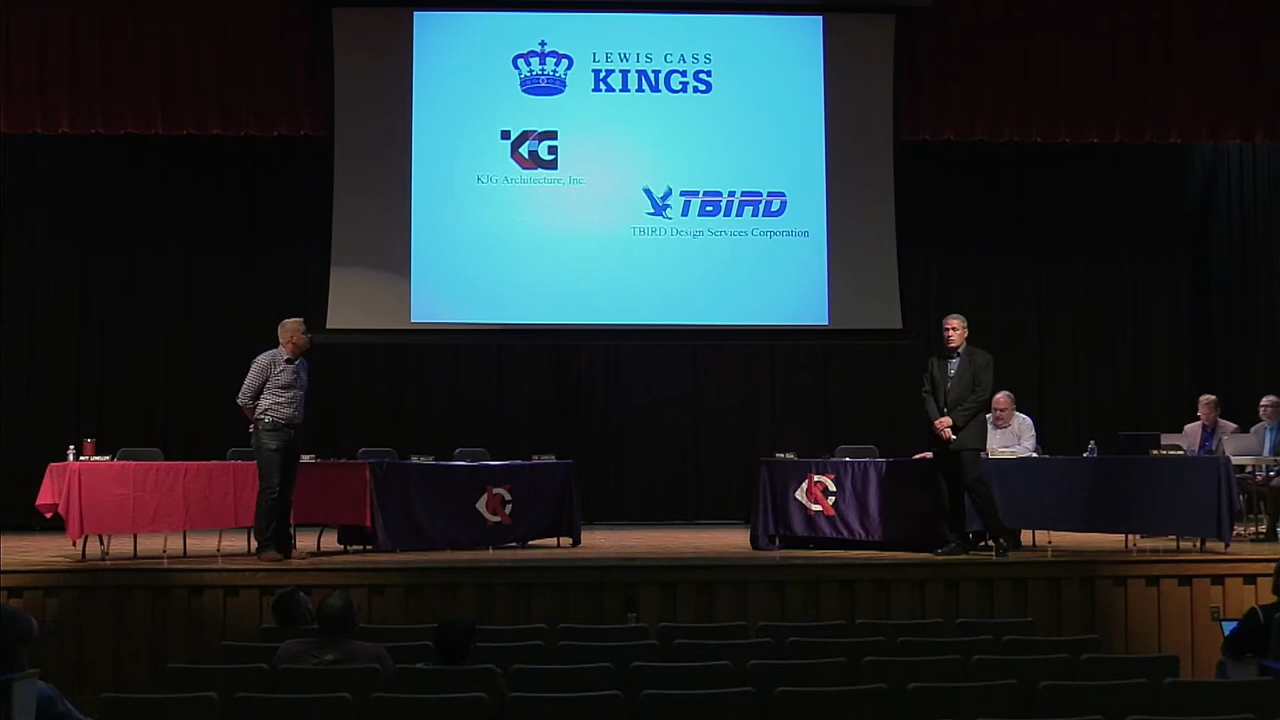 LEWIS CASS
KINGS
KJG
KJG Architecture, Inc.
TBIRD
TBIRD Design Services Corporation